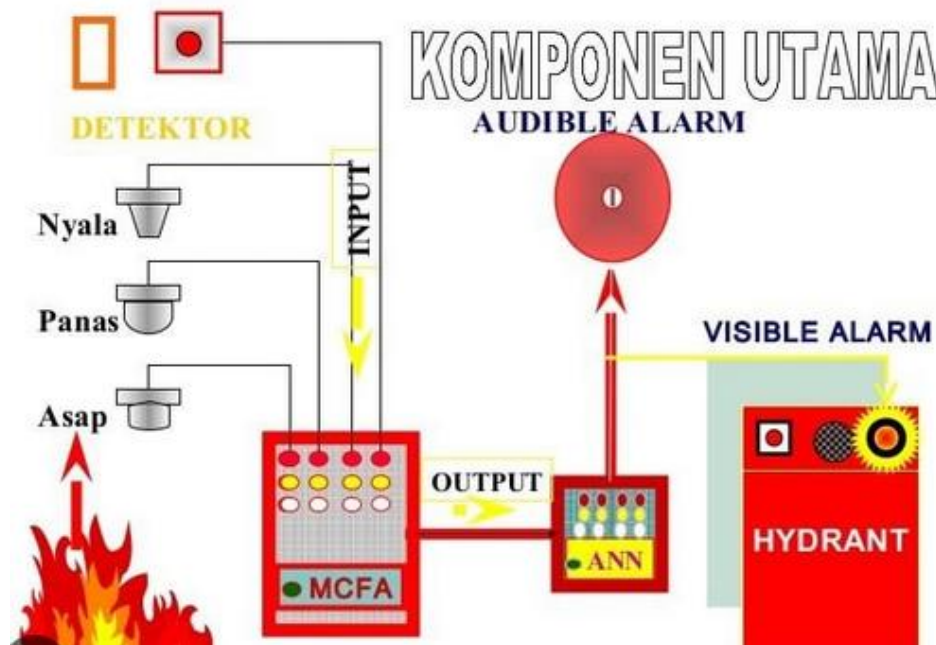 KOMPONEN UTAMA
DETEKTOR
AUDIBLE ALARM
INPUT
Nyala
Panas
VISIBLE ALARM
Asap
OUTPUT
HYDRANT
ANN
MCFA